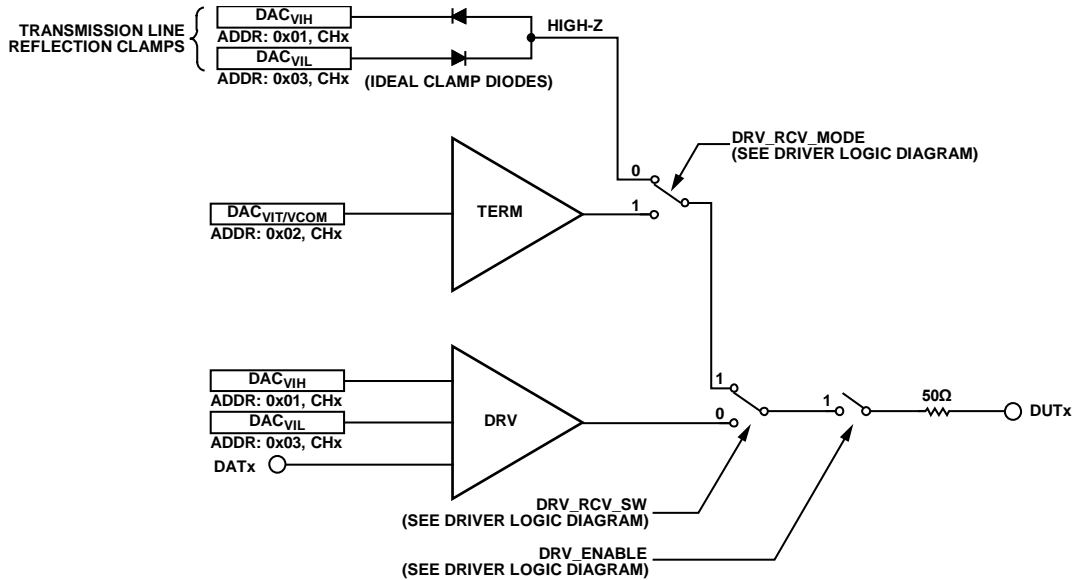 TRANSMISSION LINE
REFLECTION CLAMPS
DACVIH
ADDR: 0x01, CHx
DACVIL
ADDR: 0x03, CHx
(IDEAL CLAMP DIODES)
HIGH-Z
DRV_RCV_MODE
(SEE DRIVER LOGIC DIAGRAM)
0
1
DACVIT/VCOM
ADDR: 0x02, CHx
TERM
DACVIH
ADDR: 0x01, CHx
DACVIL
ADDR: 0x03, CHx
DATx
DRV
1
0
1
50Ω
DUTx
DRV_RCV_SW
(SEE DRIVER LOGIC DIAGRAM)
DRV_ENABLE
(SEE DRIVER LOGIC DIAGRAM)